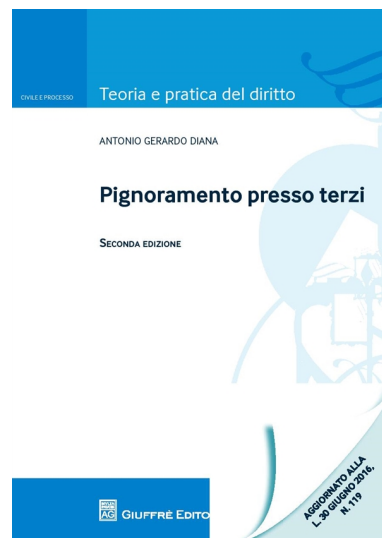 CIVILE E PROCESSO
Teoria e pratica del diritto
ANTONIO GERARDO DIANA
Pignoramento presso terzi
SECONDA EDIZIONE
AGGIORNATO ALLA
L. 30 GIUGNO 2016,
N. 119
AG GIUFFRÈ EDITO